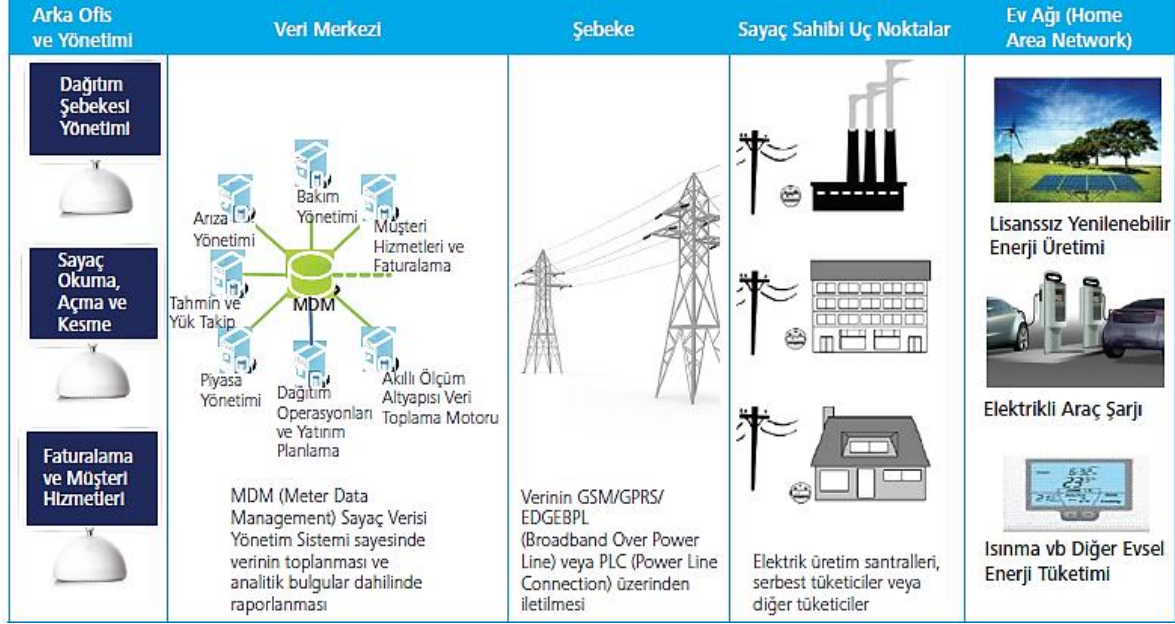 Arka Ofis
ve Yönetimi
Veri Merkezi
Şebeke
Sayaç Sahibi Uç Noktalar
Ev Ağı (Home
Area Network)
Dağıtım
Şebekesi
Yönetimi
Sayaç
Okuma,
Açma ve
Kesme
Faturalama
ve Müşteri
Hizmetleri
Bakım
Yönetimi
Arıza
Yönetimi
Müşteri
Hizmetleri ve
Faturalama
Tahmin ve
Yük Takip
MDM
Piyasa
Yönetimi
Dağıtım
Operasyonları
ve Yatırım
Planlama
Akıllı Ölçüm
Altyapısı Veri
Toplama Motoru
MDM (Meter Data
Management) Sayaç Verisi
Yönetim Sistemi sayesinde
verinin toplanması ve
analitik bulgular dahilinde
raporlanması
Verinin GSM/GPRS/
EDGEBPL
(Broadband Over Power
Line) veya PLC (Power Line
Connection) üzerinden
iletilmesi
Elektrik üretim santralleri,
serbest tüketiciler veya
diğer tüketiciler
Lisanssız Yenilenebilir
Enerji Üretimi
Elektrikli Araç Şarjı
Isınma vb Diğer Evsel
Enerji Tüketimi